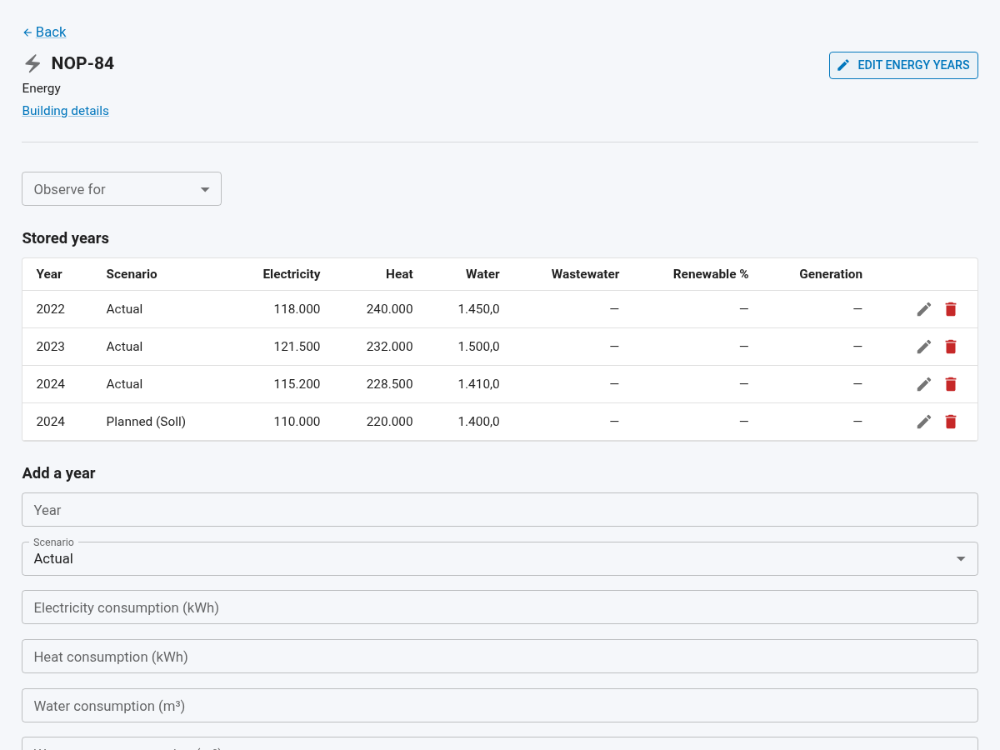 Back
NOP-84
EDIT ENERGY YEARS
Energy
Building details
Observe for
Stored years
Year Scenario Electricity Heat Water Wastewater Renewable % Generation
2022 Actual 118.000 240.000 1.450,0 — — —
2023 Actual 121.500 232.000 1.500,0 — — —
2024 Actual 115.200 228.500 1.410,0 — — —
2024 Planned (Soll) 110.000 220.000 1.400,0 — — —
Add a year
Year
Scenario
Actual
Electricity consumption (kWh)
Heat consumption (kWh)
Water consumption (m³)